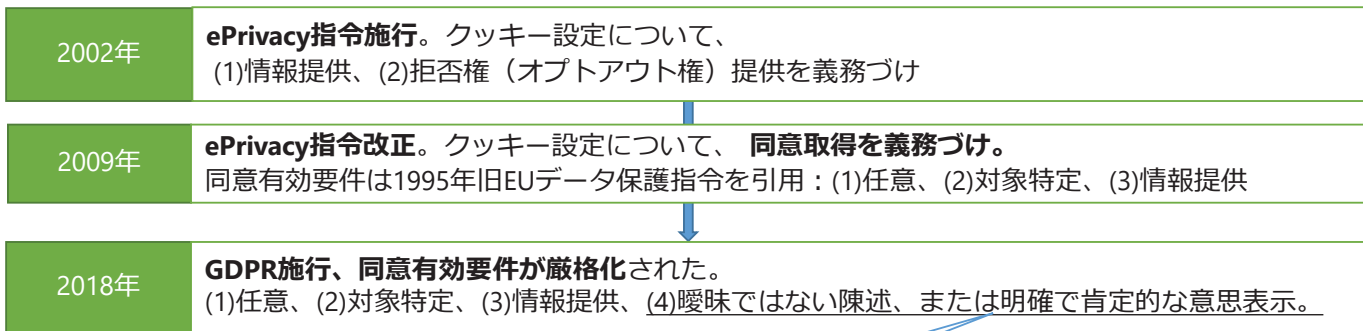 2002年
ePrivacy指令施行。クッキー設定について、
(1)情報提供、(2)拒否権（オプトアウト権）提供を義務づけ
2009年
ePrivacy指令改正。クッキー設定について、 同意取得を義務づけ。
同意有効要件は1995年旧EUデータ保護指令を引用：(1)任意、(2)対象特定、(3)情報提供
2018年
GDPR施行、同意有効要件が厳格化された。
(1)任意、(2)対象特定、(3)情報提供、(4)曖昧ではない陳述、または明確で肯定的な意思表示。